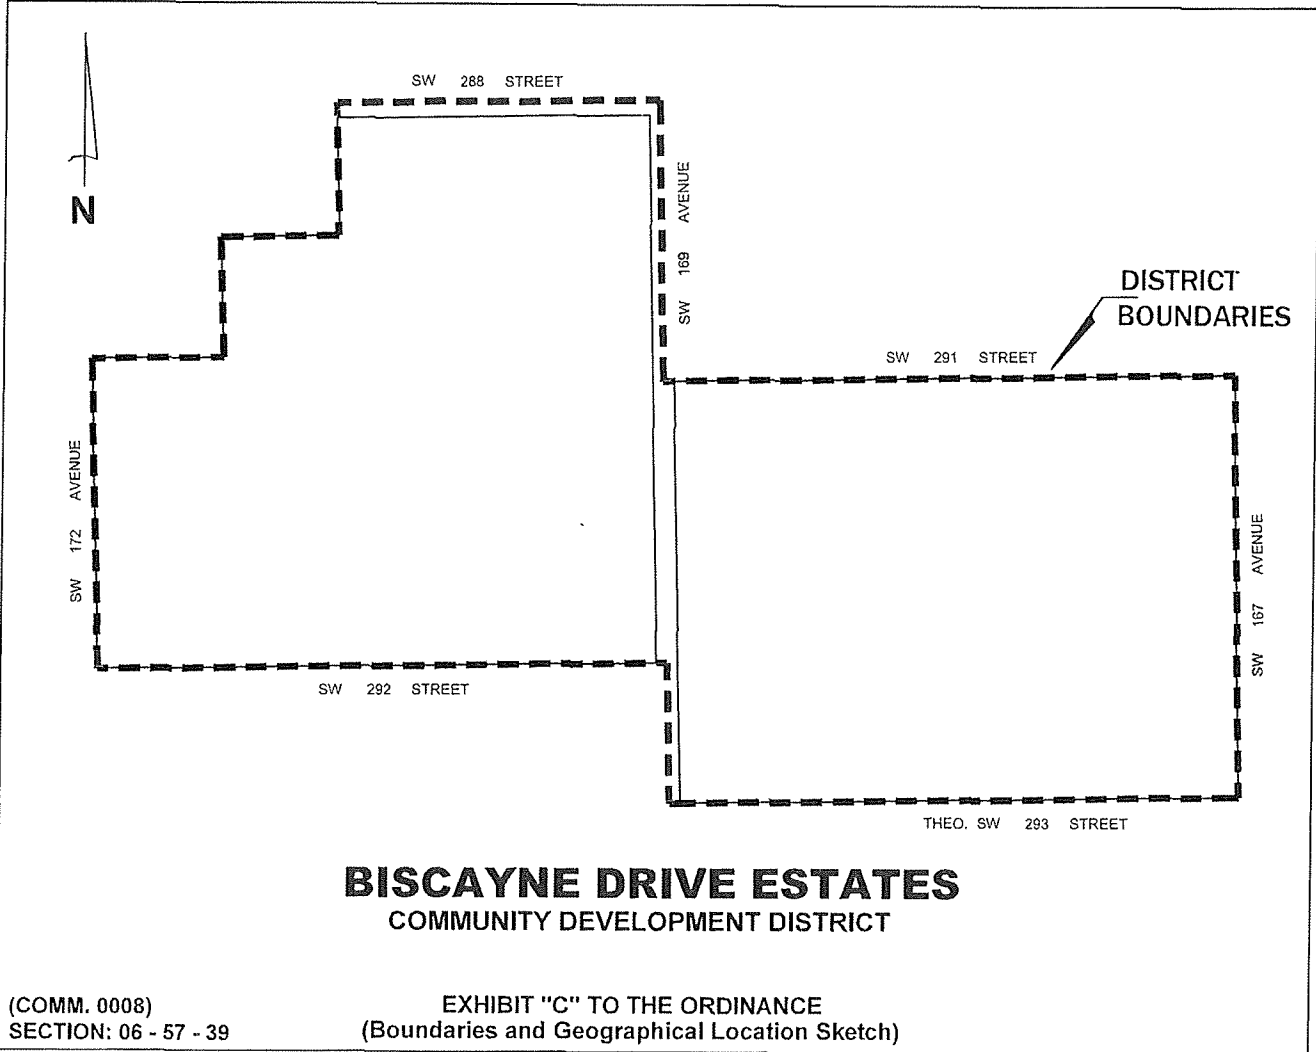 SW 288 STREET
N
SW 169 AVENUE
DISTRICT
BOUNDARIES
SW 291 STREET
SW 172 AVENUE
SW 167 AVENUE
SW 292 STREET
THEO. SW 293 STREET
BISCAYNE DRIVE ESTATES
COMMUNITY DEVELOPMENT DISTRICT
(COMM. 0008)
SECTION: 06 - 57 - 39
EXHIBIT "C" TO THE ORDINANCE
(Boundaries and Geographical Location Sketch)